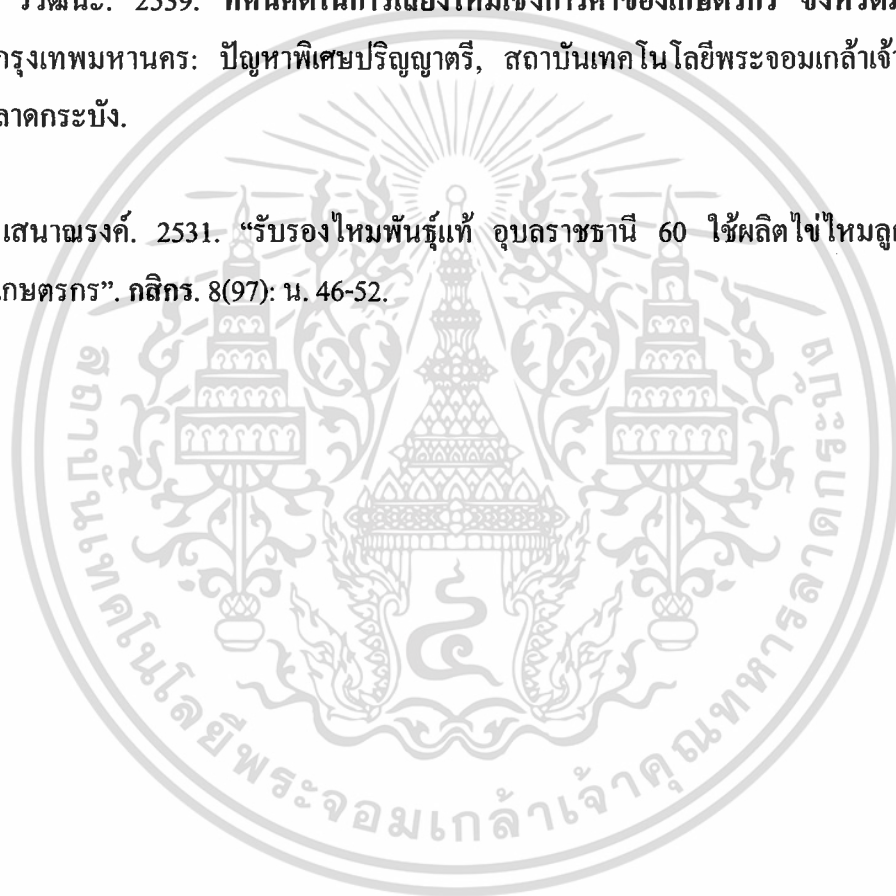 วัฒนะ. 2539. ทัศนคติในการเลี้ยงไหมเชิงการค้าของเกษตรกร จังหวัด
กรุงเทพมหานคร: ปัญหาพิเศษปริญญาตรี, สถาบันเทคโนโลยีพระจอมเกล้าเจ้า
ลาดกระบัง.
เสนาณรงค์. 2531. “รับรองไหมพันธุ์แท้ อุบลราชธานี 60 ใช้ผลิตไข่ไหมลูก
เกษตรกร”. กสิกร. 8(97): น. 46-52.
สถาบันเทคโนโลยีพระจอมเกล้าเจ้าคุณทหารลาดกระบัง